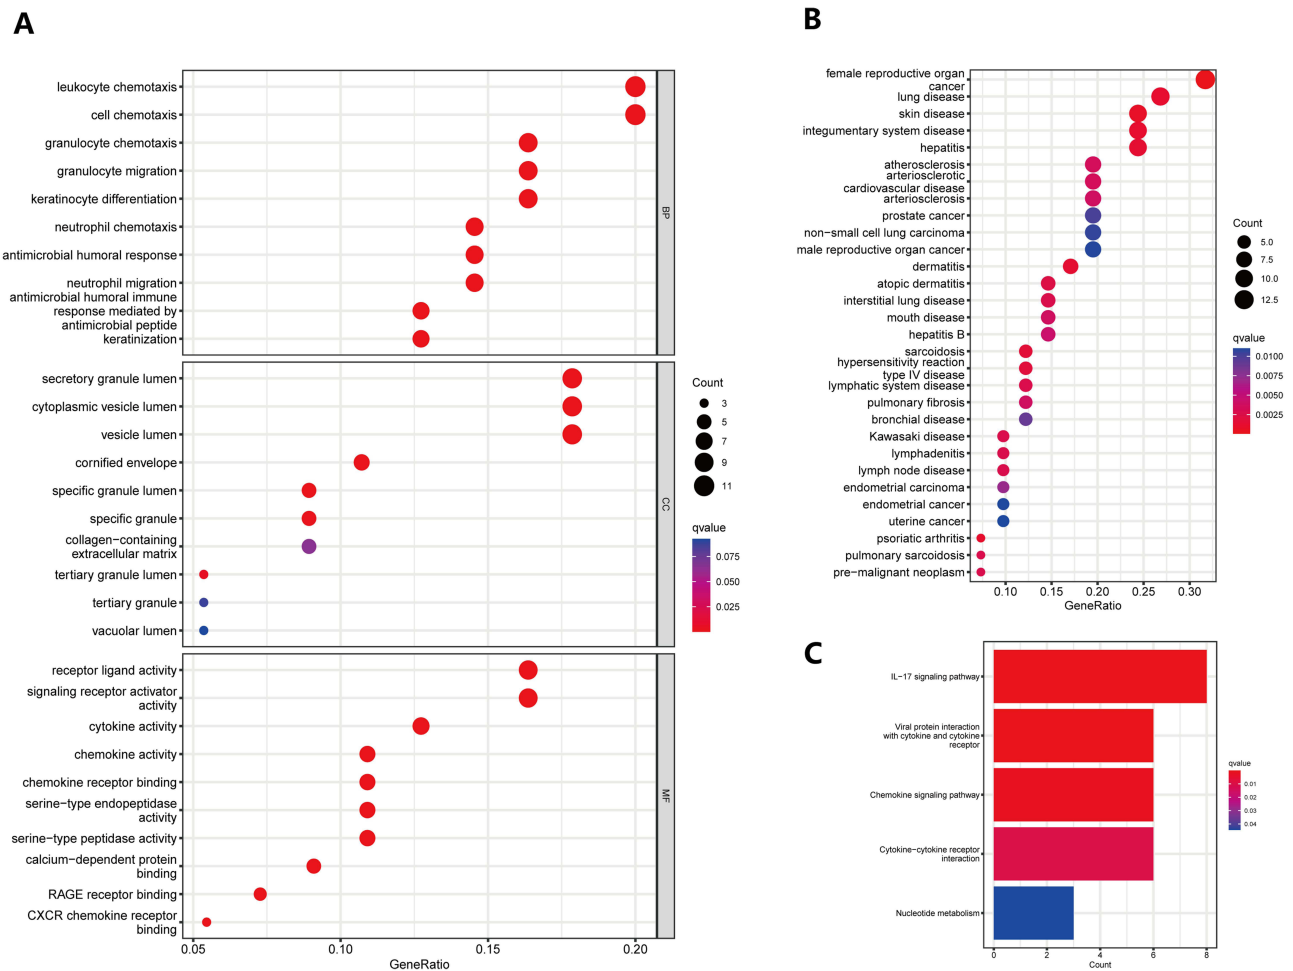 A
leukocyte chemotaxis
cell chemotaxis
granulocyte chemotaxis
granulocyte migration
keratinocyte differentiation
neutrophil chemotaxis
antimicrobial humoral response
neutrophil migration
antimicrobial humoral immune
response mediated by
antimicrobial peptide
keratinization
BP
secretory granule lumen
cytoplasmic vesicle lumen
vesicle lumen
cornified envelope
specific granule lumen
specific granule
collagen−containing
extracellular matrix
tertiary granule lumen
tertiary granule
vacuolar lumen
CC
receptor ligand activity
signaling receptor activator
activity
cytokine activity
chemokine activity
chemokine receptor binding
serine−type endopeptidase
activity
serine−type peptidase activity
calcium−dependent protein
binding
RAGE receptor binding
CXCR chemokine receptor
binding
MF
0.05
0.10
0.15
0.20
GeneRatio
Count
3
5
7
9
11
qvalue
0.075
0.050
0.025
B
female reproductive organ
cancer
lung disease
skin disease
integumentary system disease
hepatitis
atherosclerosis
arteriosclerotic
cardiovascular disease
arteriosclerosis
prostate cancer
non−small cell lung carcinoma
male reproductive organ cancer
dermatitis
atopic dermatitis
interstitial lung disease
mouth disease
hepatitis B
sarcoidosis
hypersensitivity reaction
type IV disease
lymphatic system disease
pulmonary fibrosis
bronchial disease
Kawasaki disease
lymphadenitis
lymph node disease
endometrial carcinoma
endometrial cancer
uterine cancer
psoriatic arthritis
pulmonary sarcoidosis
pre−malignant neoplasm
0.10
0.15
0.20
0.25
0.30
GeneRatio
Count
5.0
7.5
10.0
12.5
qvalue
0.0100
0.0075
0.0050
0.0025
C
IL−17 signaling pathway
Viral protein interaction
with cytokine and cytokine
receptor
Chemokine signaling pathway
Cytokine−cytokine receptor
interaction
Nucleotide metabolism
0
2
4
6
8
Count
qvalue
0.01
0.02
0.03
0.04